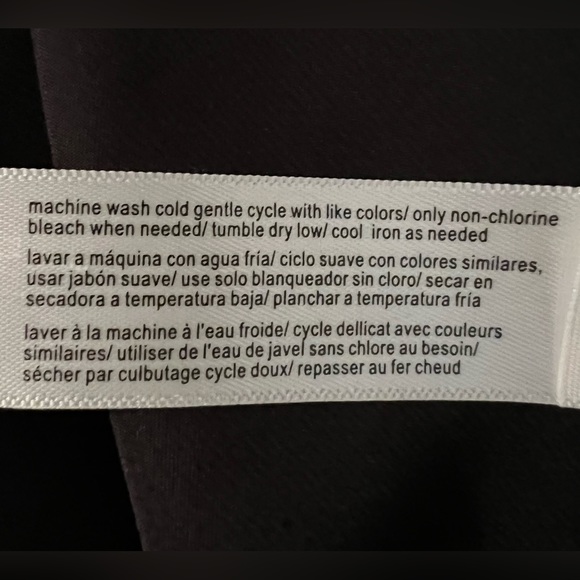 machine wash cold gentle cycle with like colors/ only non-chlorine
bleach when needed/ tumble dry low/ cool iron as needed
lavar a máquina con agua fría/ ciclo suave con colores similares,
usar jabón suave/ use solo blanqueador sin cloro/ secar en
secadora a temperatura baja/ planchar a temperatura fría
laver à la machine à l'eau froide/ cycle dellicat avec couleurs
similaires/ utiliser de l'eau de javel sans chlore au besoin/
sécher par culbutage cycle doux/ repasser au fer cheud